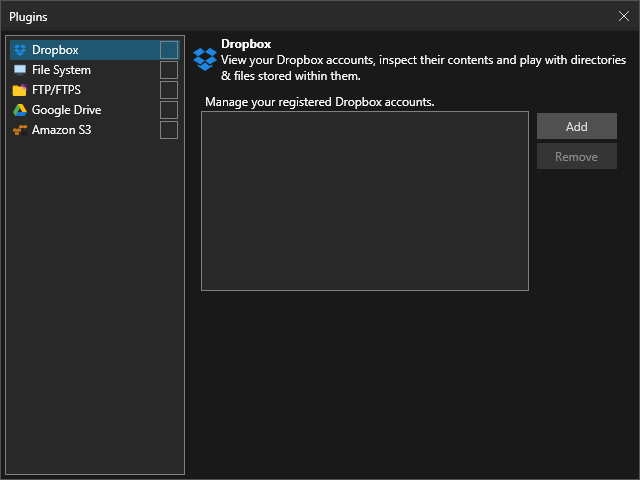 Plugins
Dropbox
File System
FTP/FTPS
Google Drive
Amazon S3
Dropbox
View your Dropbox accounts, inspect their contents and play with directories
& files stored within them.
Manage your registered Dropbox accounts.
Add
Remove